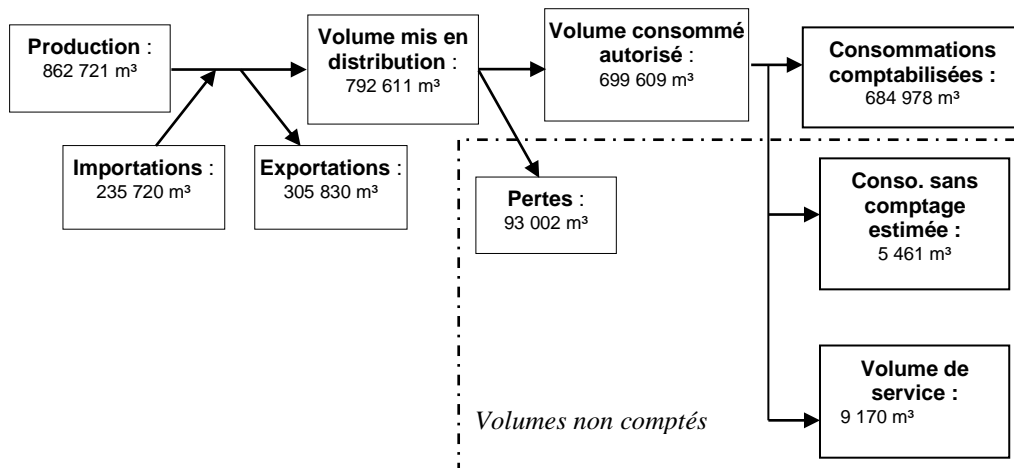 Production :
862 721 m³
Importations :
235 720 m³
Exportations :
305 830 m³
Volume mis en
distribution :
792 611 m³
Pertes :
93 002 m³
Volume consommé
autorisé :
699 609 m³
Consommations
comptabilisées :
684 978 m³
Conso. sans
comptage
estimée :
5 461 m³
Volume de
service :
9 170 m³
Volumes non comptés